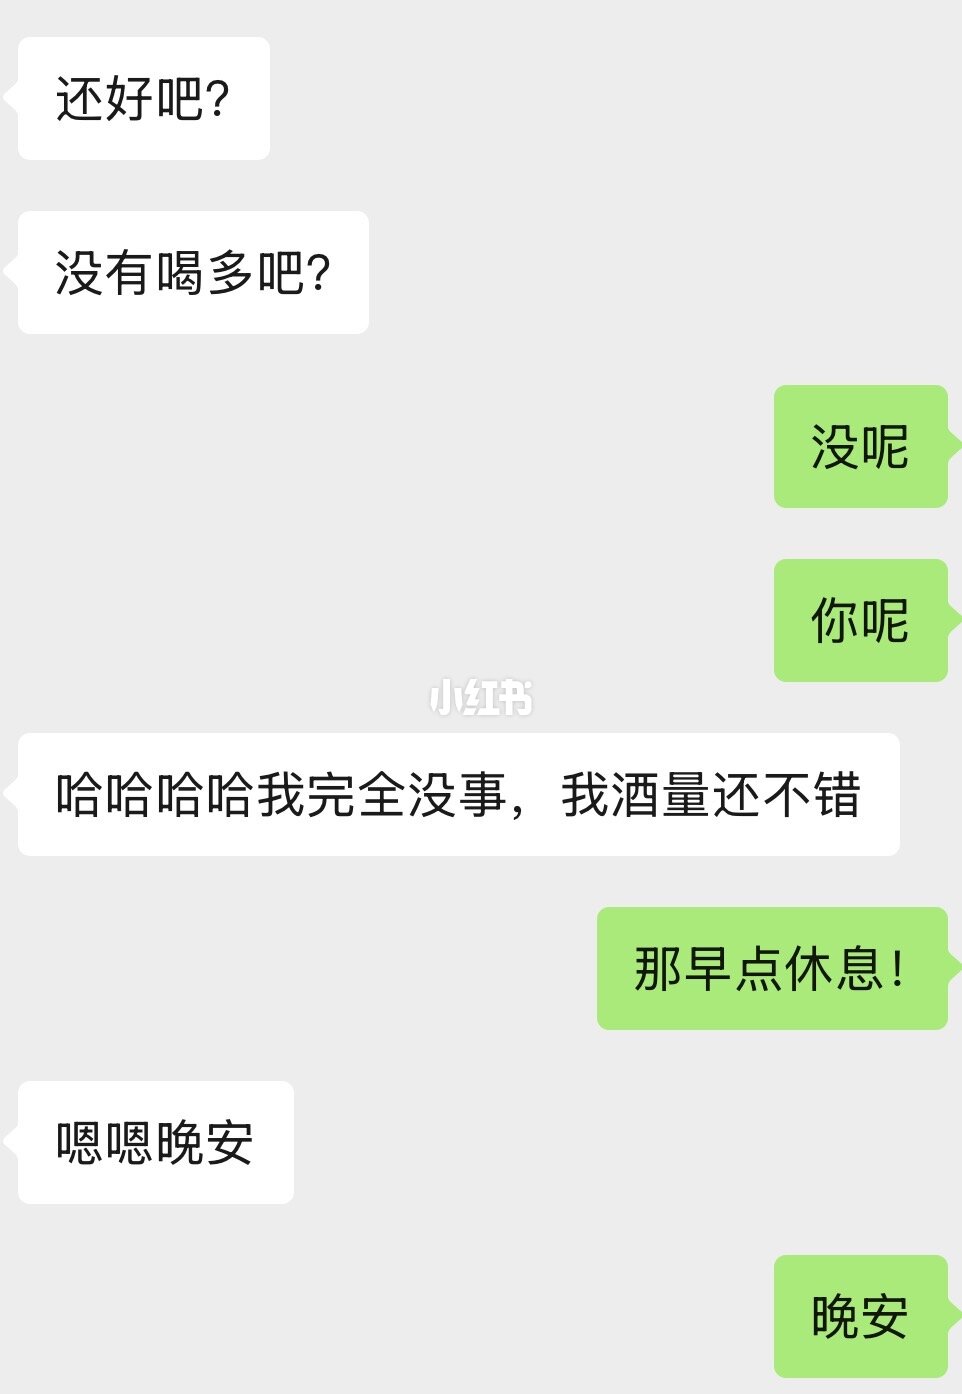 还好吧？
没有喝多吧？
没呢
你呢
小红书
哈哈哈哈我完全没事，我酒量还不错
那早点休息！
嗯嗯晚安
晚安